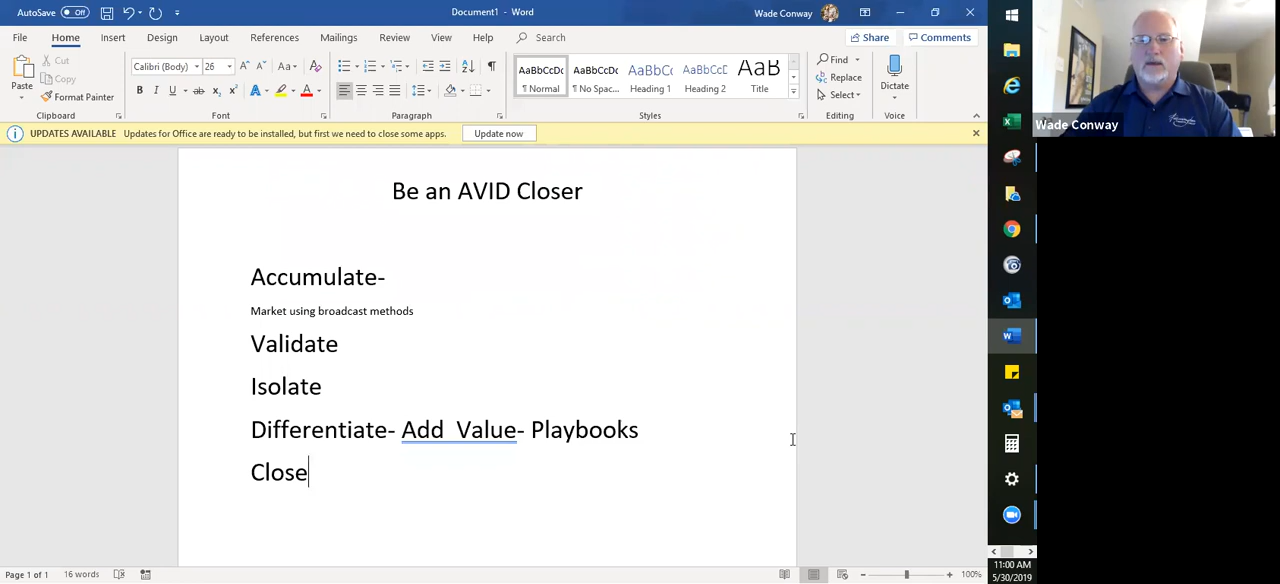 AutoSave Off Document1 - Word Wade Conway
File Home Insert Design Layout References Mailings Review View Help Search Share Comments
Paste Cut Copy Format Painter
Calibri (Body) 26
AaBbCcDc AaBbCcDc AaBbCc AaBbCcD AaB
¶ Normal ¶ No Spac... Heading 1 Heading 2 Title
Find Replace Select
Dictate
Clipboard Font Paragraph Styles Editing Voice
UPDATES AVAILABLE Updates for Office are ready to be installed, but first we need to close some apps. Update now
Be an AVID Closer
Accumulate-
Market using broadcast methods
Validate
Isolate
Differentiate- Add Value- Playbooks
Close
Page 1 of 1 16 words 100%
11:00 AM
5/30/2019
Wade Conway